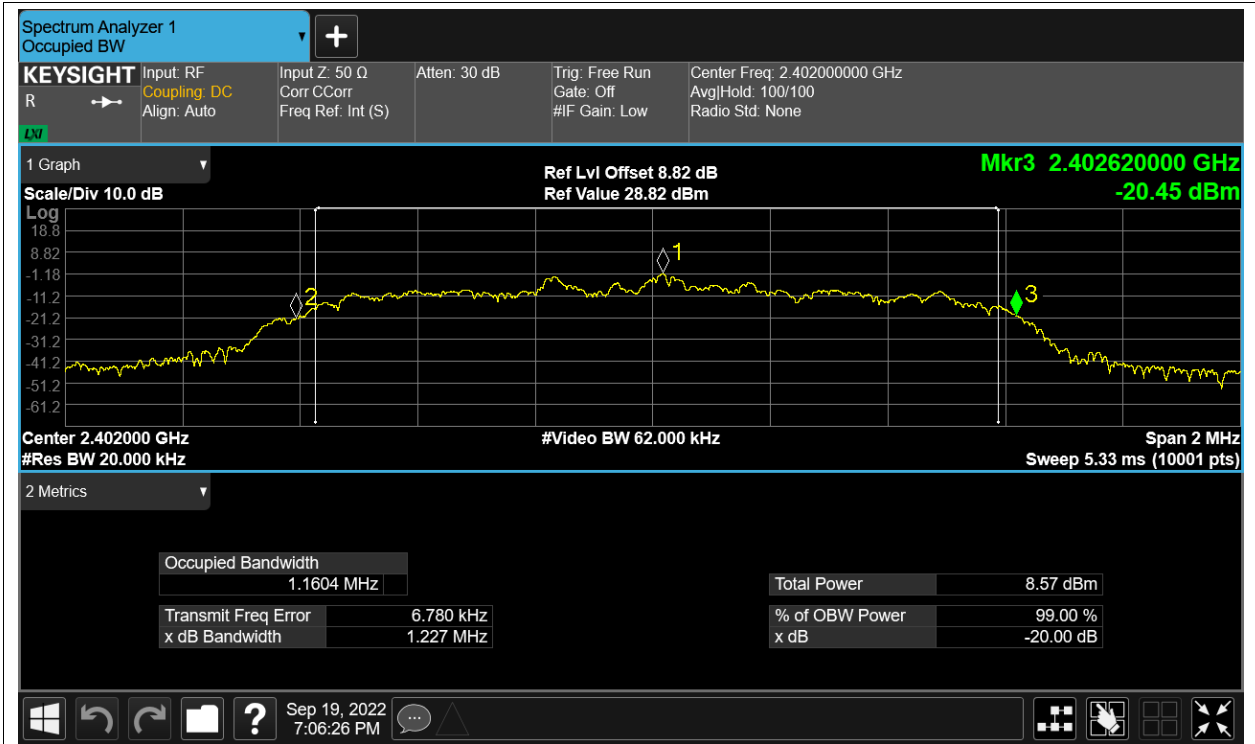 Spectrum Analyzer 1
Occupied BW
KEYSIGHT
R
LXI
Input: RF
Coupling: DC
Align: Auto
Input Z: 50 Ω
Corr CCorr
Freq Ref: Int (S)
Atten: 30 dB
Trig: Free Run
Gate: Off
#IF Gain: Low
Center Freq: 2.402000000 GHz
Avg|Hold: 100/100
Radio Std: None
1 Graph
Scale/Div 10.0 dB
Ref Lvl Offset 8.82 dB
Ref Value 28.82 dBm
Mkr3 2.402620000 GHz
-20.45 dBm
Log
18.8
8.82
-1.18
-11.2
-21.2
-31.2
-41.2
-51.2
-61.2
1
2
3
Center 2.402000 GHz
#Video BW 62.000 kHz
Span 2 MHz
#Res BW 20.000 kHz
Sweep 5.33 ms (10001 pts)
2 Metrics
Occupied Bandwidth
1.1604 MHz
Total Power 8.57 dBm
Transmit Freq Error 6.780 kHz
% of OBW Power 99.00 %
x dB Bandwidth 1.227 MHz
x dB -20.00 dB
Sep 19, 2022
7:06:26 PM